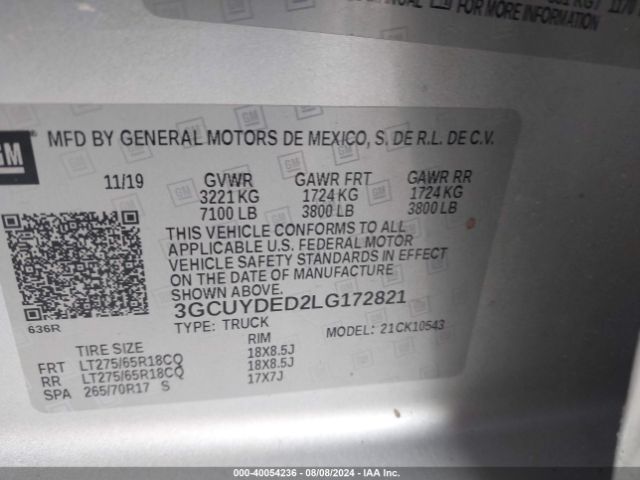 FOR MORE INFORMATION
GM
MFD BY GENERAL MOTORS DE MEXICO, S. DE R.L. DE C.V.
11/19 GVWR GAWR FRT GAWR RR
3221 KG 1724 KG 1724 KG
7100 LB 3800 LB 3800 LB
THIS VEHICLE CONFORMS TO ALL
APPLICABLE U.S. FEDERAL MOTOR
VEHICLE SAFETY STANDARDS IN EFFECT
ON THE DATE OF MANUFACTURE
SHOWN ABOVE.
3GCUYDED2LG172821
636R
TYPE: TRUCK MODEL: 21CK10543
TIRE SIZE RIM
FRT LT275/65R18CQ 18X8.5J
RR LT275/65R18CQ 18X8.5J
SPA 265/70R17 S 17X7J
000-40054236 - 08/08/2024 - IAA Inc.